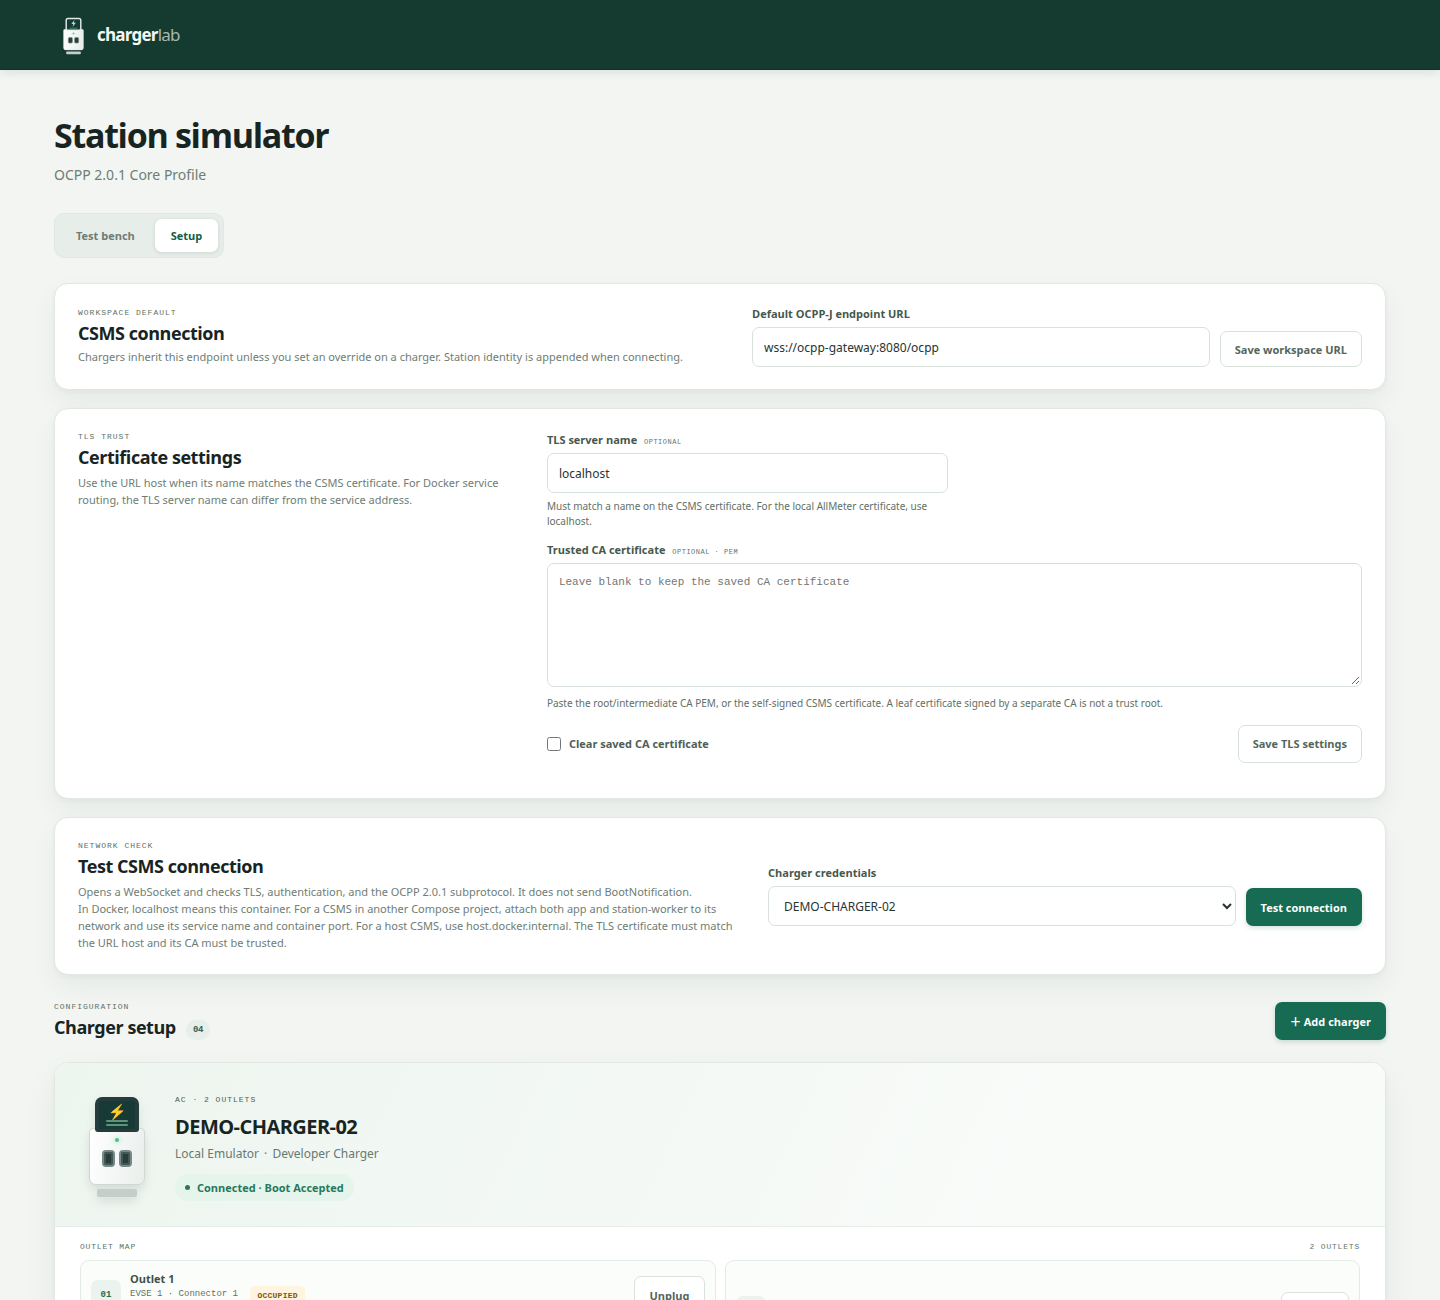 chargerlab
Station simulator
OCPP 2.0.1 Core Profile
Test bench
Setup
WORKSPACE DEFAULT
CSMS connection
Chargers inherit this endpoint unless you set an override on a charger. Station identity is appended when connecting.
Default OCPP-J endpoint URL
wss://ocpp-gateway:8080/ocpp
Save workspace URL
TLS TRUST
Certificate settings
Use the URL host when its name matches the CSMS certificate. For Docker service
routing, the TLS server name can differ from the service address.
TLS server name OPTIONAL
localhost
Must match a name on the CSMS certificate. For the local AllMeter certificate, use
localhost.
Trusted CA certificate OPTIONAL · PEM
Leave blank to keep the saved CA certificate
Paste the root/intermediate CA PEM, or the self-signed CSMS certificate. A leaf certificate signed by a separate CA is not a trust root.
Clear saved CA certificate
Save TLS settings
NETWORK CHECK
Test CSMS connection
Opens a WebSocket and checks TLS, authentication, and the OCPP 2.0.1 subprotocol. It does not send BootNotification.
In Docker, localhost means this container. For a CSMS in another Compose project, attach both app and station-worker to its
network and use its service name and container port. For a host CSMS, use host.docker.internal. The TLS certificate must match
the URL host and its CA must be trusted.
Charger credentials
DEMO-CHARGER-02
Test connection
CONFIGURATION
Charger setup 04
+ Add charger
AC · 2 OUTLETS
DEMO-CHARGER-02
Local Emulator · Developer Charger
Connected · Boot Accepted
OUTLET MAP
2 OUTLETS
01
Outlet 1
EVSE 1 · Connector 1
OCCUPIED
Unplug